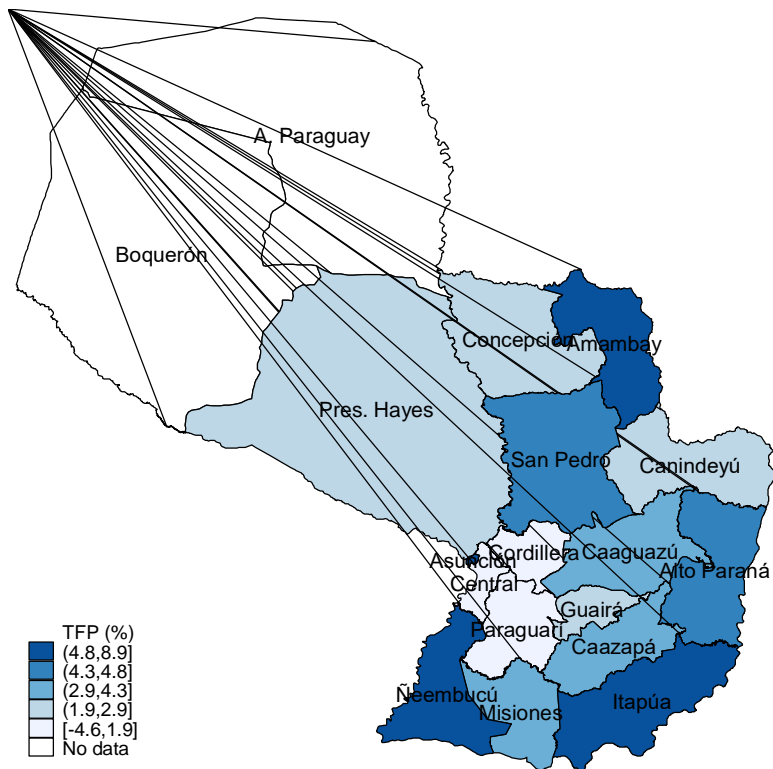 A. Paraguay
Boquerón
Concepción
Amambay
Pres. Hayes
San Pedro
Canindeyú
Cordillera
Caaguazú
Asunción
Alto Paraná
Central
Guairá
Paraguarí
Caazapá
Ñeembucú
Itapúa
Misiones
TFP (%)
(4.8,8.9]
(4.3,4.8]
(2.9,4.3]
(1.9,2.9]
[-4.6,1.9]
No data